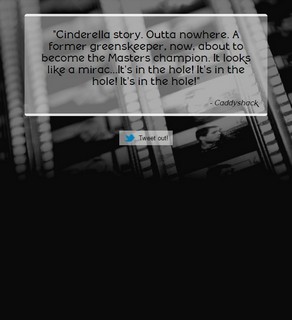 "Cinderella story. Outta nowhere. A
former greenskeeper, now, about to
become the Masters champion. It looks
like a mirac...It's in the hole! It's in the
hole! It's in the hole!"
- Caddyshack
Tweet out!